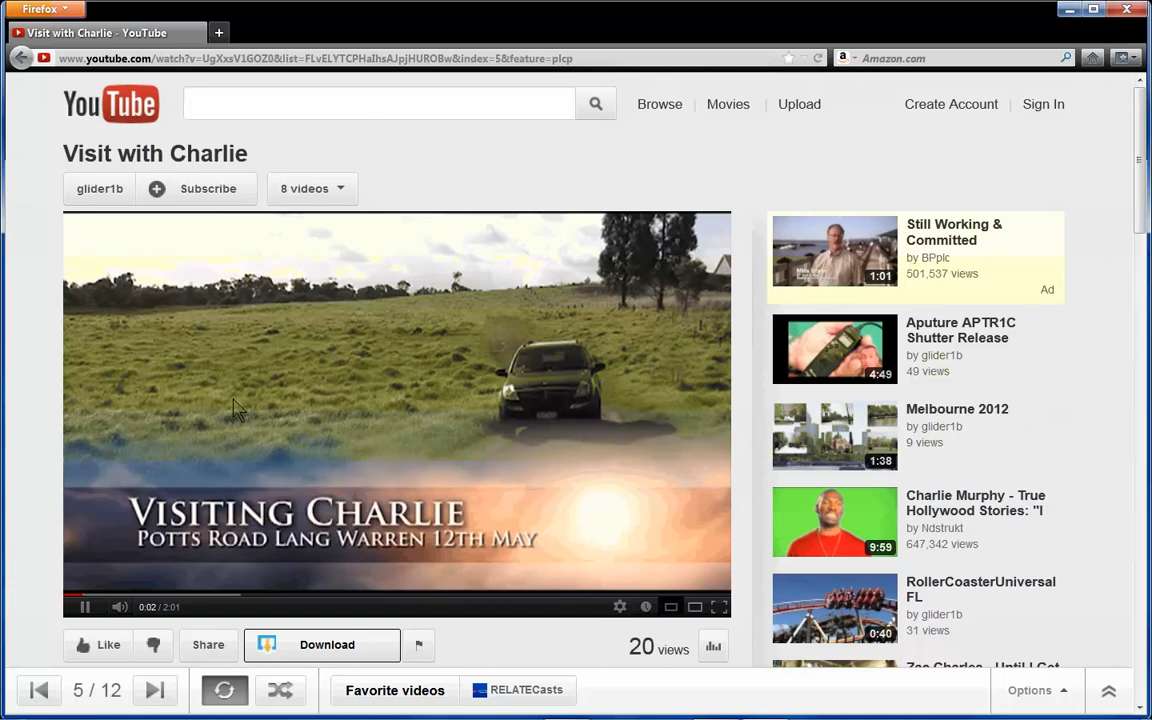 Firefox
Visit with Charlie - YouTube
www.youtube.com/watch?v=UgXxsV1GOZ0&list=FLvELYTCPHaIhsAJpjHUROBw&index=5&feature=plcp
Amazon.com
YouTube
Browse
Movies
Upload
Create Account
Sign In
Visit with Charlie
glider1b
Subscribe
8 videos
VISITING CHARLIE
POTTS ROAD LANG WARREN 12TH MAY
0:02 / 2:01
Like
Share
Download
20 views
Still Working &
Committed
by BPplc
501,537 views
Ad
1:01
Aputure APTR1C
Shutter Release
by glider1b
49 views
4:49
Melbourne 2012
by glider1b
9 views
1:38
Charlie Murphy - True
Hollywood Stories: "I
by Ndstrukt
647,342 views
9:59
RollerCoasterUniversal
FL
by glider1b
31 views
0:40
5 / 12
Favorite videos
RELATECasts
Options